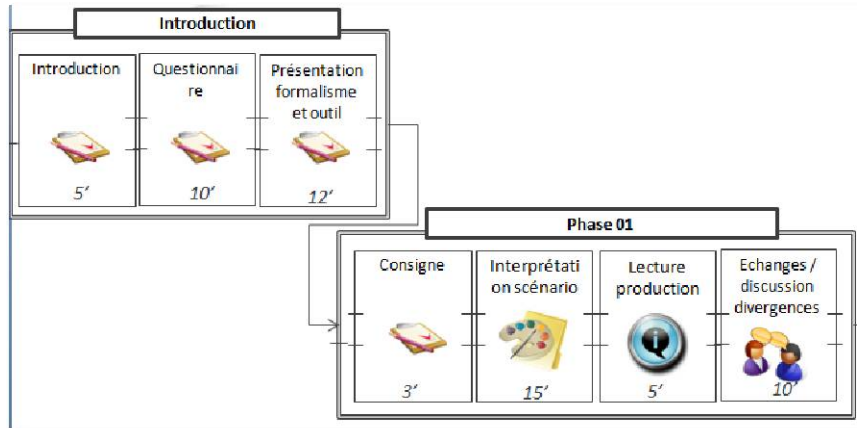 Introduction
Introduction
Questionnai
re
Présentation
formalisme
et outil
5’
10’
12’
Phase 01
Consigne
Interprétati
on scénario
Lecture
production
Echanges /
discussion
divergences
3’
15’
5’
10’